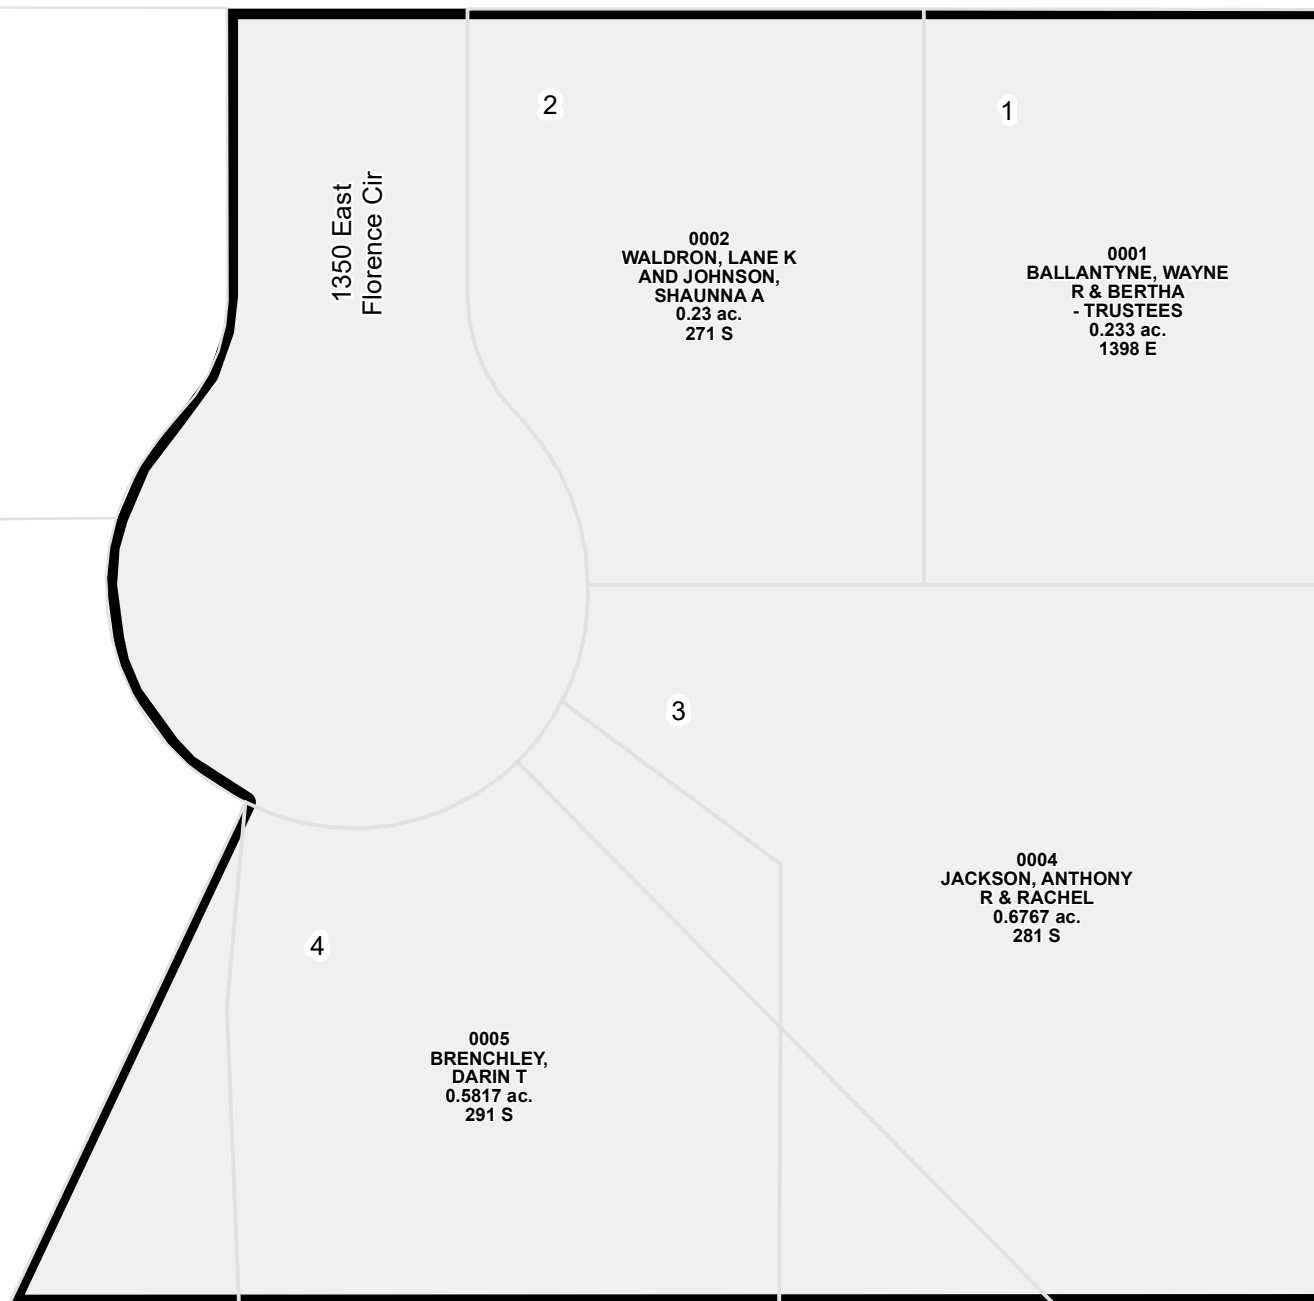 2
1
1350 East
Florence Cir
0002
WALDRON, LANE K
AND JOHNSON,
SHAUNNA A
0.23 ac.
271 S
0001
BALLANTYNE, WAYNE
R & BERTHA
- TRUSTEES
0.233 ac.
1398 E
3
0004
JACKSON, ANTHONY
R & RACHEL
0.6767 ac.
281 S
4
0005
BRENCHLEY,
DARIN T
0.5817 ac.
291 S